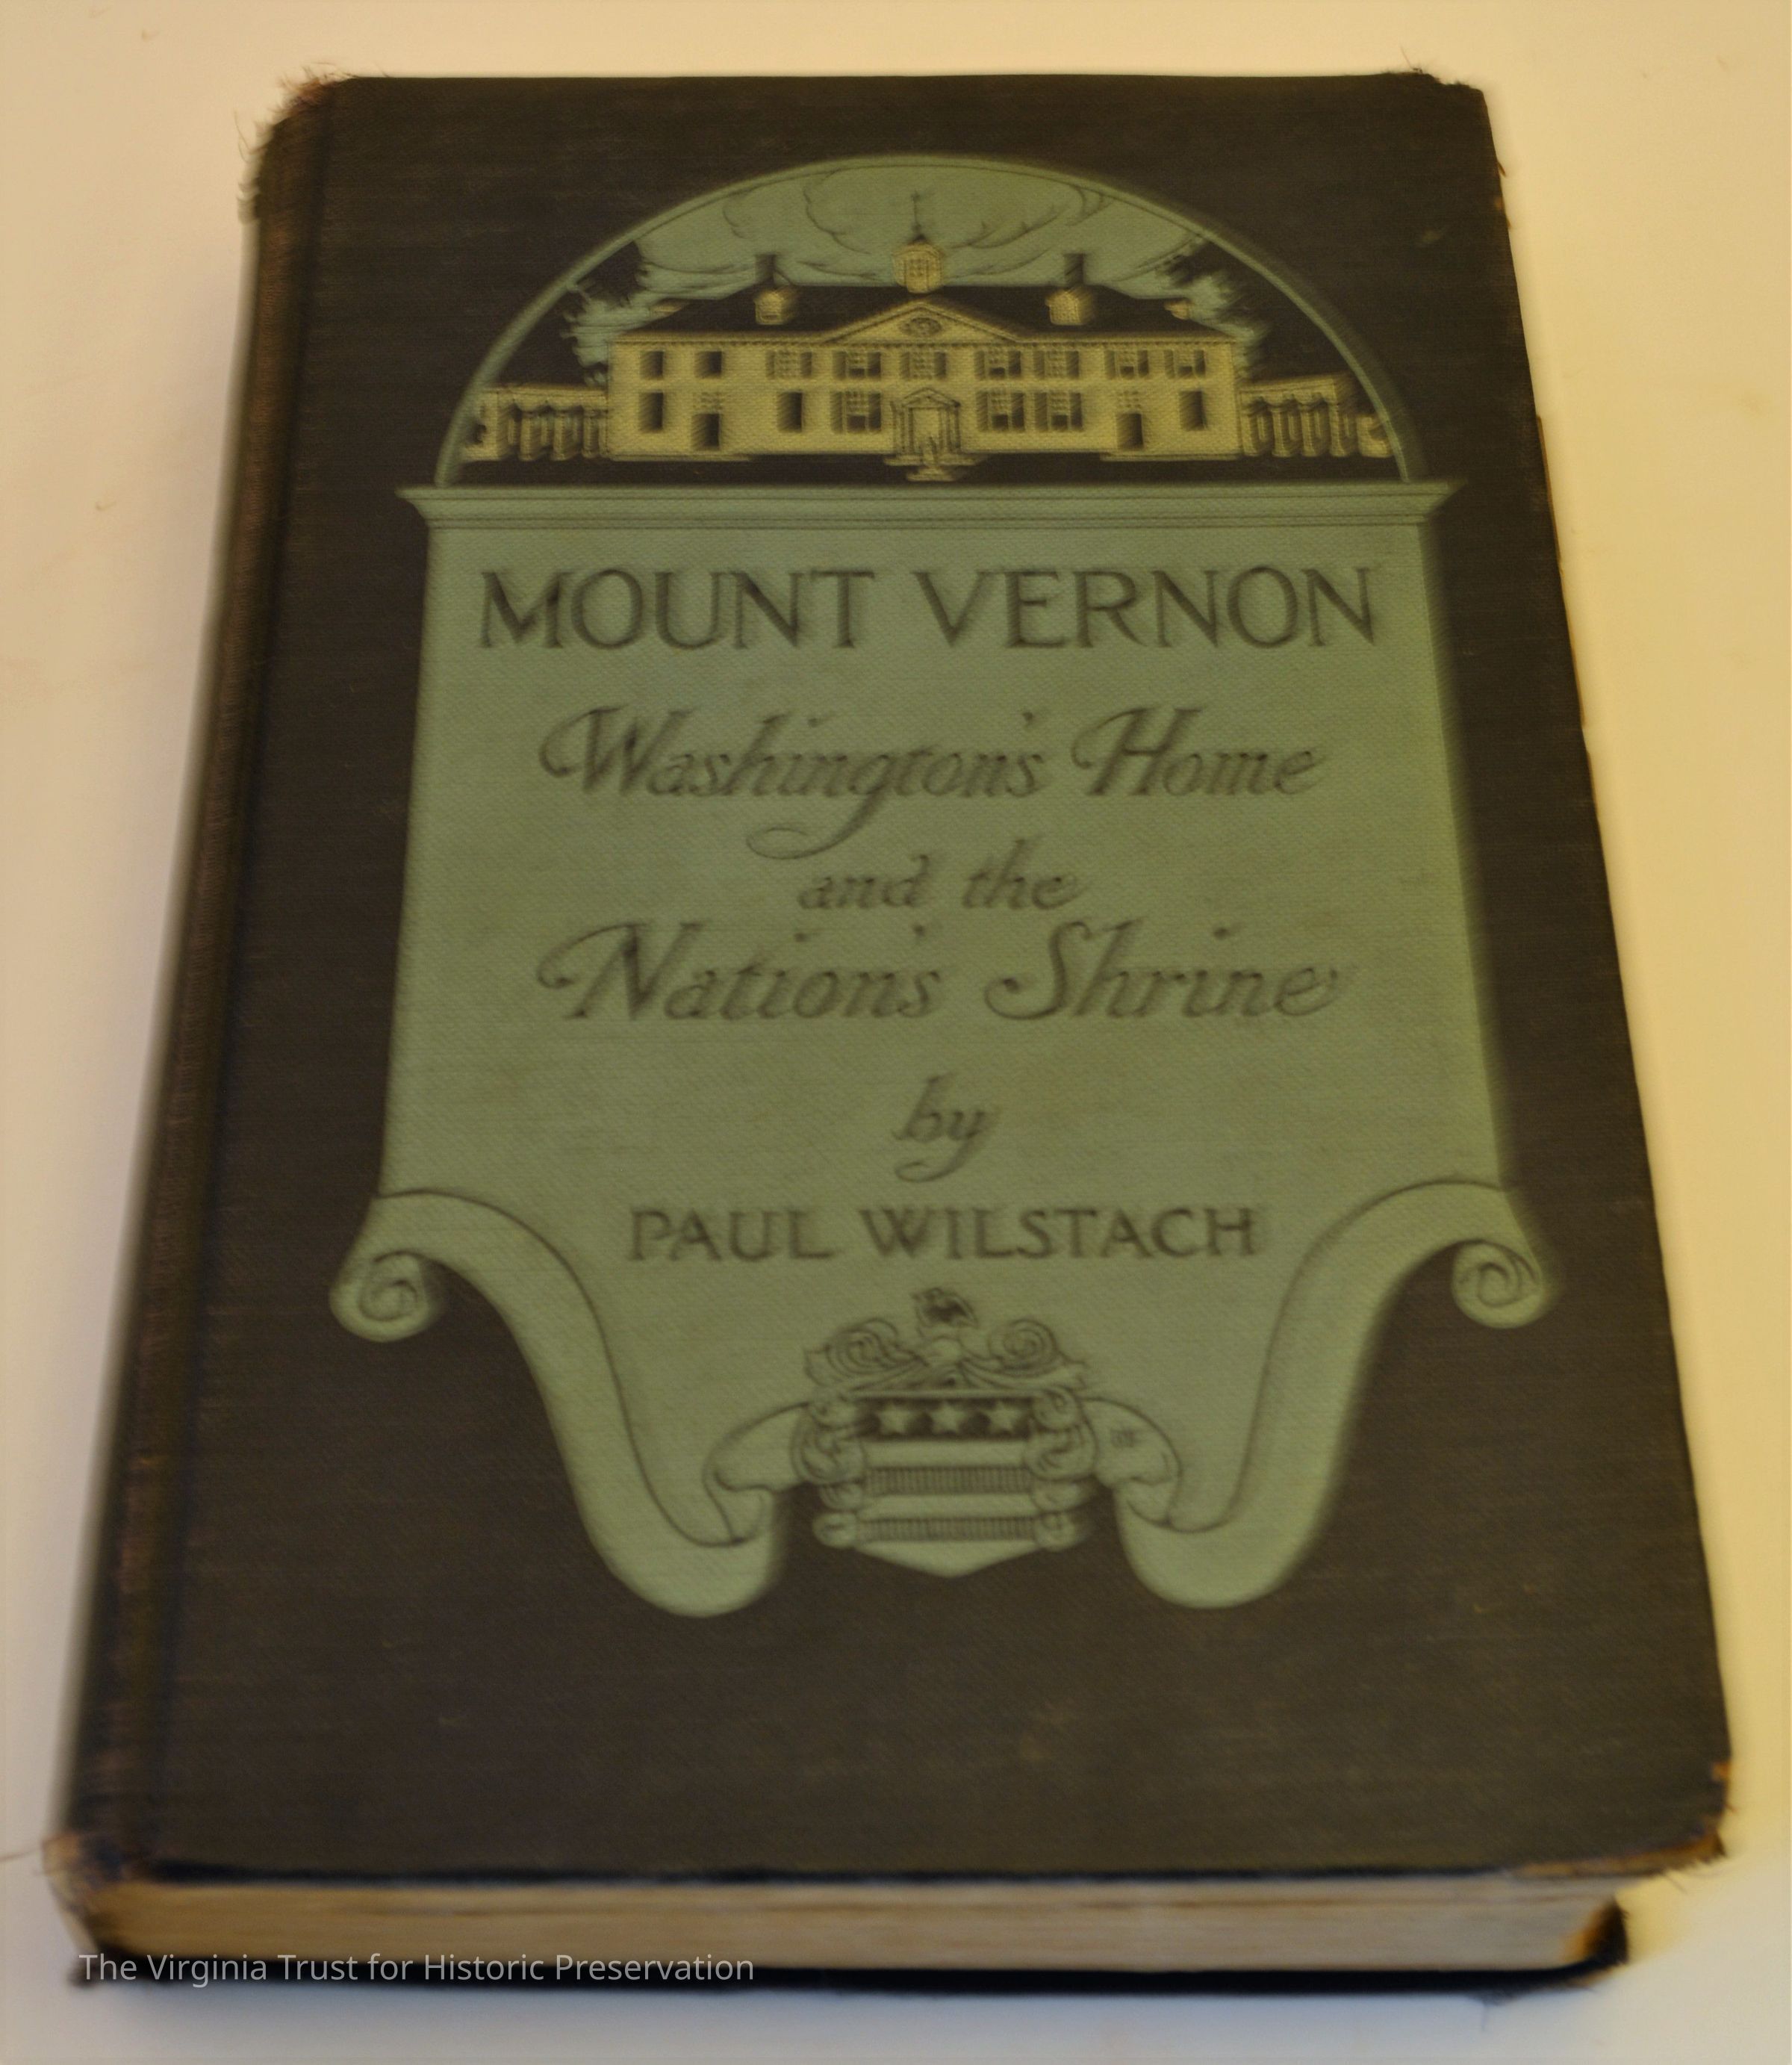 MOUNT VERNON
Washington's Home
and the
Nation's Shrine
by
PAUL WILSTACH
The Virginia Trust for Historic Preservation